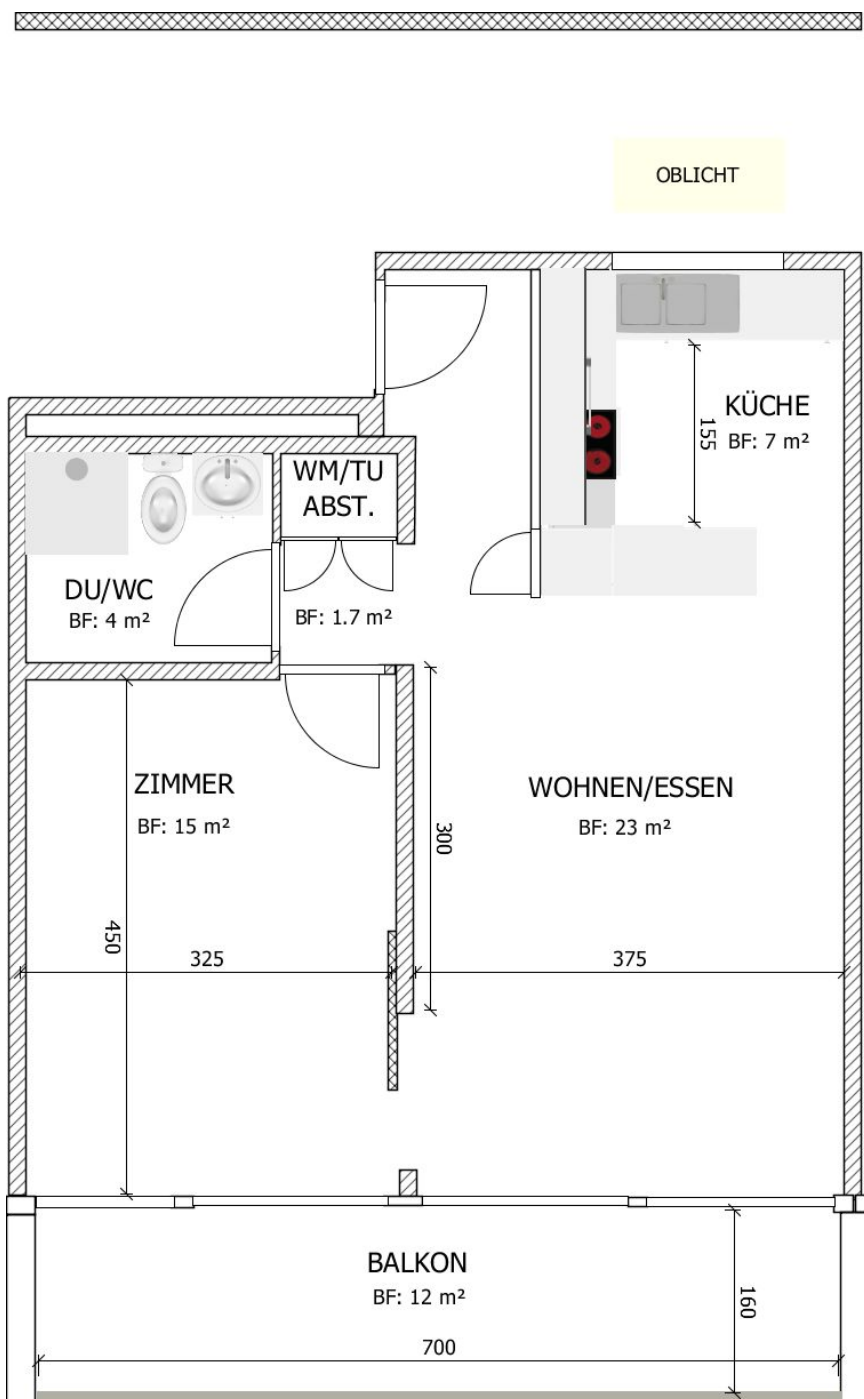 OBLICHT
KÜCHE
BF: 7 m²
155
WM/TU
ABST.
DU/WC
BF: 4 m²
BF: 1.7 m²
ZIMMER
BF: 15 m²
WOHNEN/ESSEN
BF: 23 m²
300
450
325
375
BALKON
BF: 12 m²
160
700